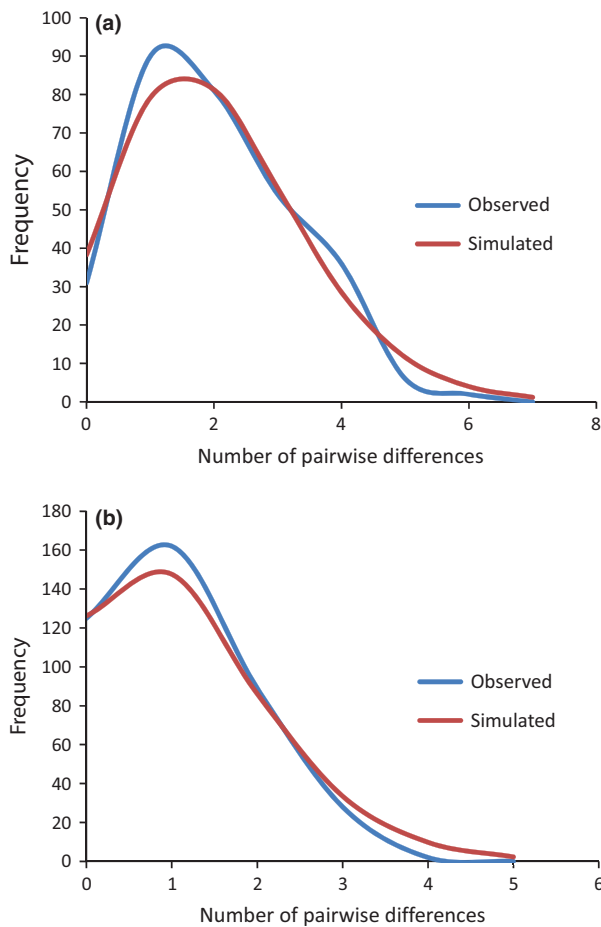 (a)
100
90
80
70
60
50
40
30
20
10
0
Frequency
Observed
Simulated
0 2 4 6 8
Number of pairwise differences
(b)
180
160
140
120
100
80
60
40
20
0
Frequency
Observed
Simulated
0 1 2 3 4 5 6
Number of pairwise differences